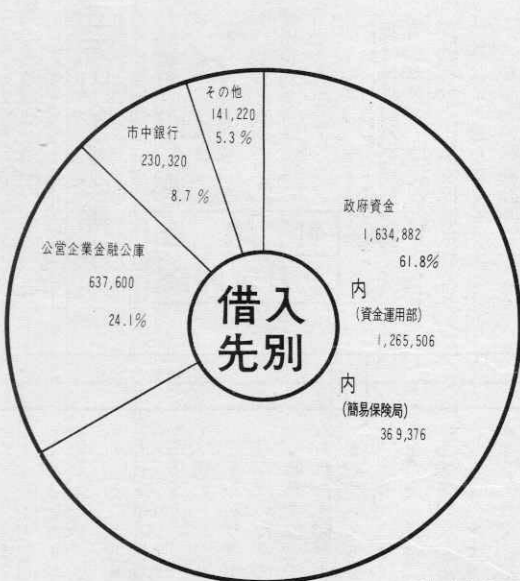 その他
141,220
5.3%
市中銀行
230,320
8.7 %
公営企業金融公庫
637,600
24.1%
政府資金
1,634,882
61.8%
内
(資金運用部)
1,265,506
内
(簡易保険局)
369,376
借入
先別